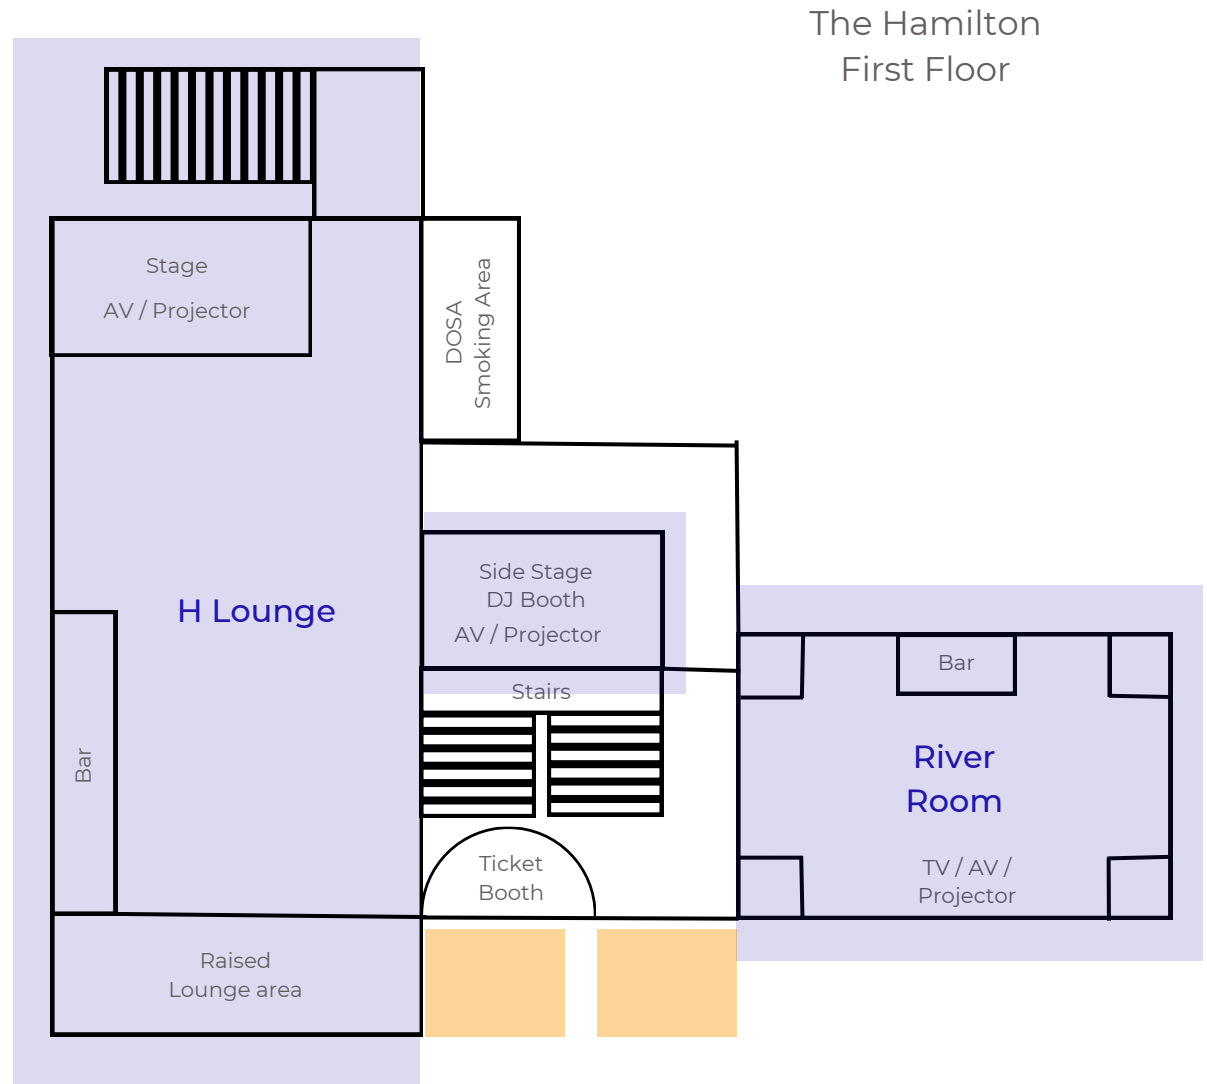 The Hamilton
First Floor
Stage
AV / Projector
DOSA
Smoking Area
H Lounge
Side Stage
DJ Booth
AV / Projector
Stairs
Bar
River
Room
TV / AV /
Projector
Bar
Ticket
Booth
Raised
Lounge area